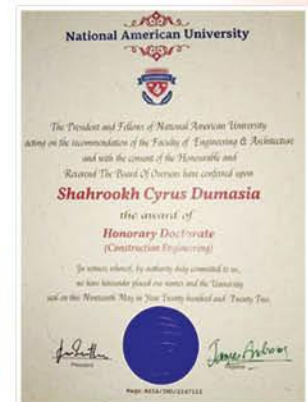 National American University
The President and Fellows of National American University
acting on the recommendation of the Faculty of Engineering & Architecture
and with the consent of the Honourable and
Reverend The Board Of Overseers have conferred upon
Shahrookh Cyrus Dumasia
the award of
Honorary Doctorate
(Construction Engineering)
In witness whereof, by authority duly committed to us,
we have hereunder placed our names and the University
seal on this Nineteenth May in Year Twenty hundred and Twenty Two.
President